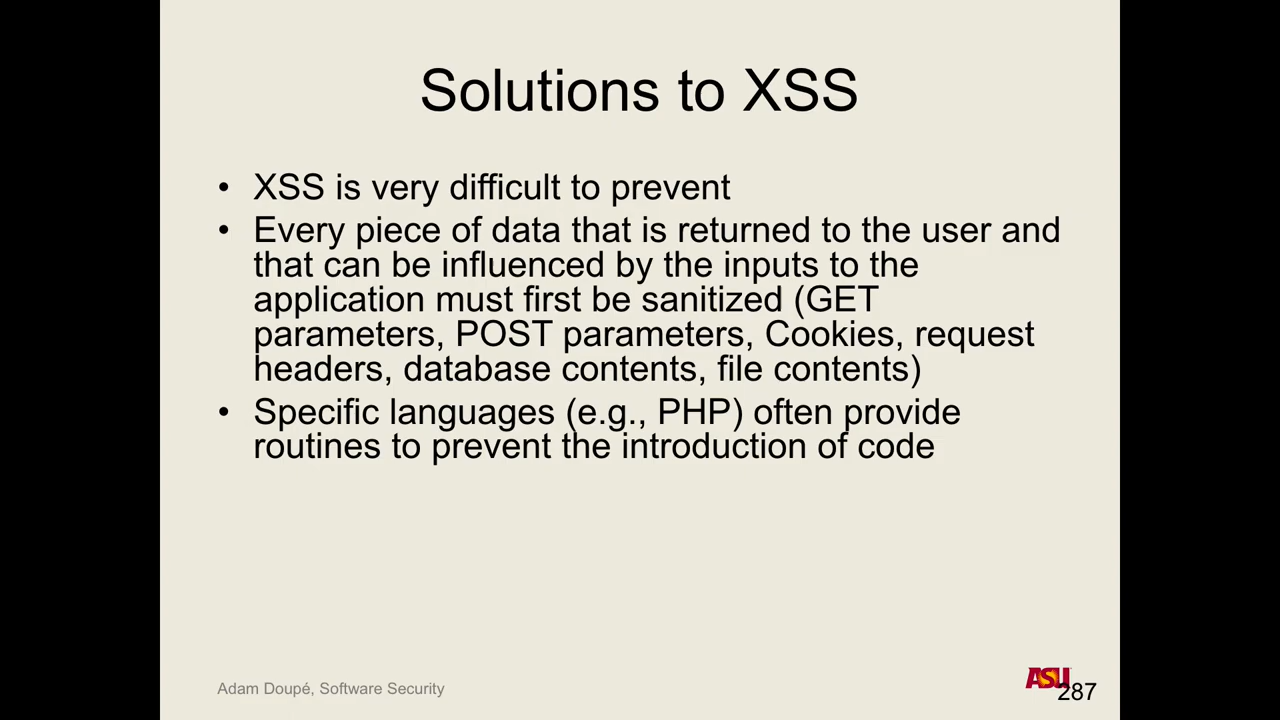 Solutions to XSS
• XSS is very difficult to prevent
• Every piece of data that is returned to the user and
that can be influenced by the inputs to the
application must first be sanitized (GET
parameters, POST parameters, Cookies, request
headers, database contents, file contents)
• Specific languages (e.g., PHP) often provide
routines to prevent the introduction of code
Adam Doupé, Software Security
ASU
287